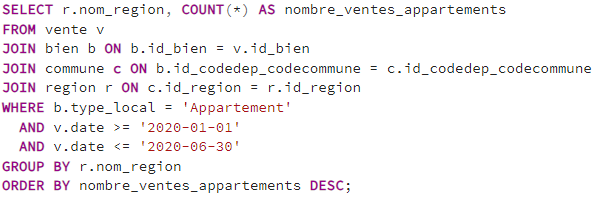 SELECT r.nom_region, COUNT(*) AS nombre_ventes_appartements
FROM vente v
JOIN bien b ON b.id_bien = v.id_bien
JOIN commune c ON b.id_codedep_codecommune = c.id_codedep_codecommune
JOIN region r ON c.id_region = r.id_region
WHERE b.type_local = 'Appartement'
  AND v.date >= '2020-01-01'
  AND v.date <= '2020-06-30'
GROUP BY r.nom_region
ORDER BY nombre_ventes_appartements DESC;